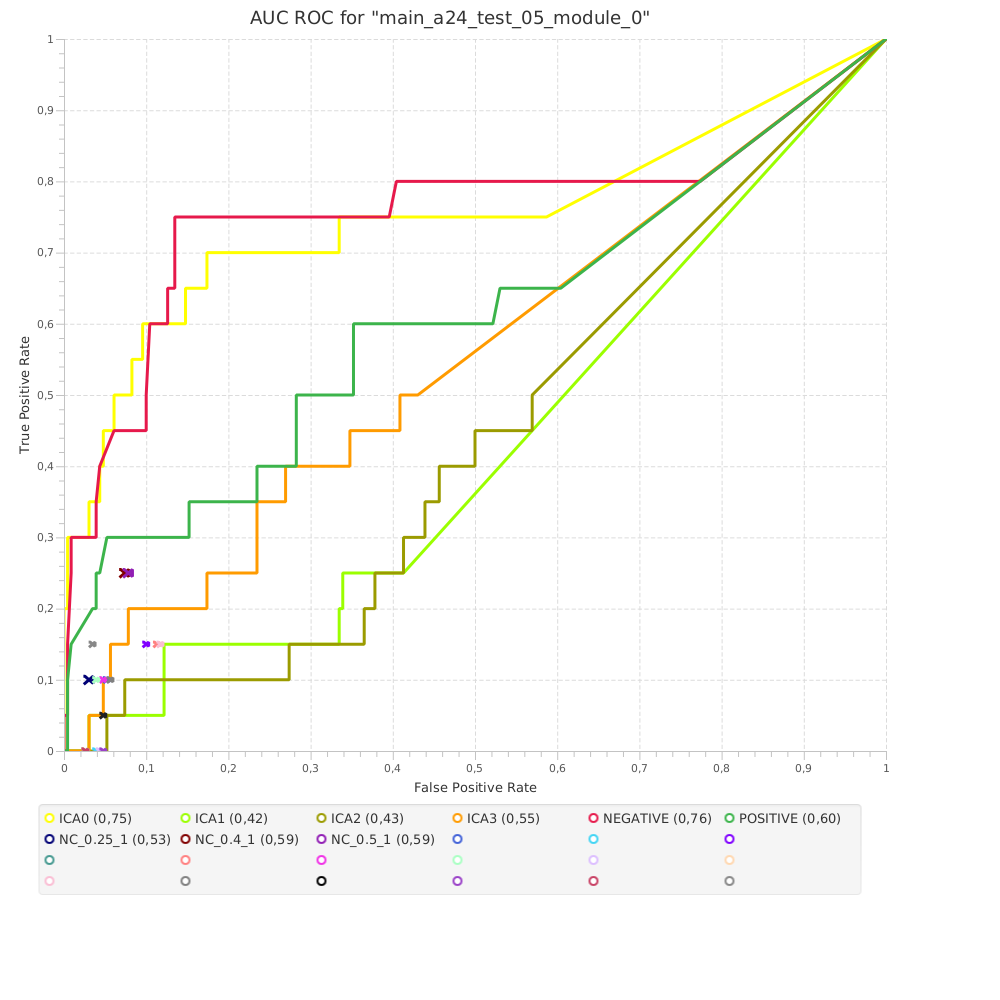 AUC ROC for "main_a24_test_05_module_0"
1
0,9
0,8
0,7
0,6
0,5
0,4
0,3
0,2
0,1
0
True Positive Rate
0 0,1 0,2 0,3 0,4 0,5 0,6 0,7 0,8 0,9 1
False Positive Rate
ICA0 (0,75) ICA1 (0,42) ICA2 (0,43) ICA3 (0,55) NEGATIVE (0,76) POSITIVE (0,60)
NC_0.25_1 (0,53) NC_0.4_1 (0,59) NC_0.5_1 (0,59)